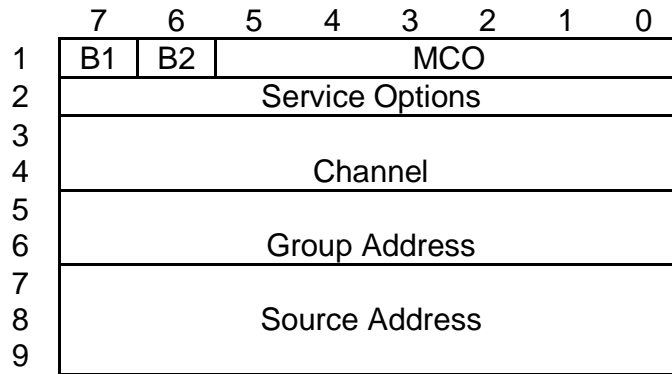 7 6 5 4 3 2 1 0
1 B1 B2 MCO
2 Service Options
3
4 Channel
5
6 Group Address
7
8 Source Address
9